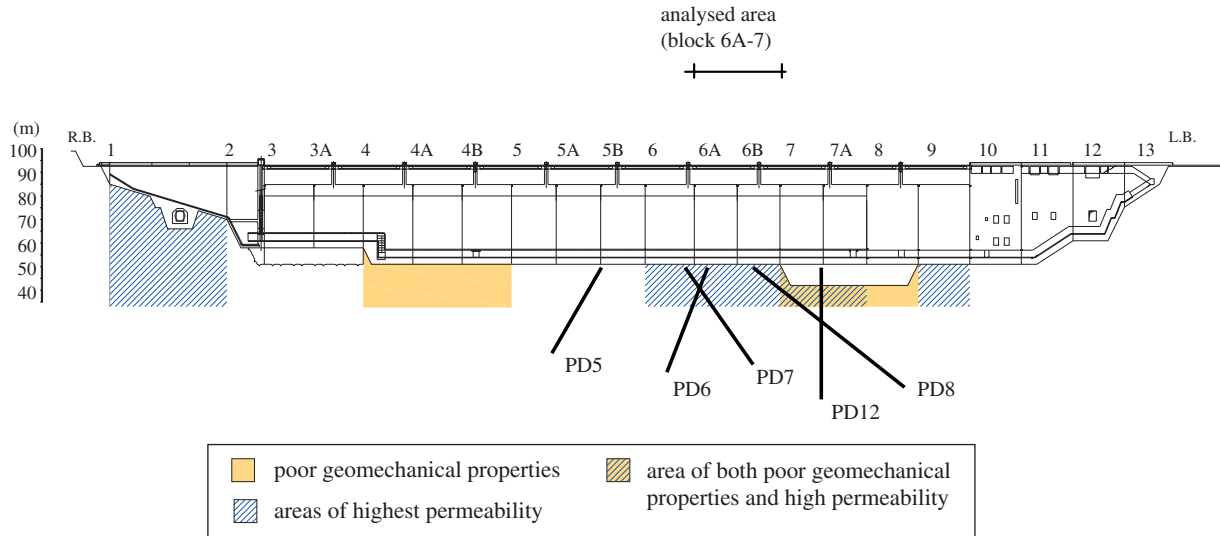 analysed area
(block 6A-7)
(m)
R.B.
L.B.
1 2 3 3A 4 4A 4B 5 5A 5B 6 6A 6B 7 7A 8 9 10 11 12 13
100
90
80
70
60
50
40
PD5
PD6
PD7
PD8
PD12
poor geomechanical properties
areas of highest permeability
area of both poor geomechanical
properties and high permeability